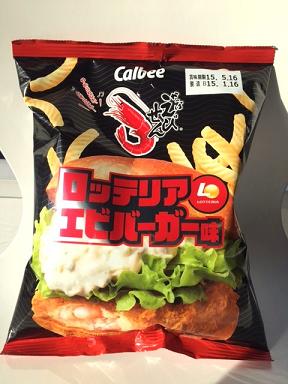 Calbee
賞味期限15. 5.16
製造日15. 1.16
かっぱえびせん
ロッテリア
LOTTERIA
エビバーガー味